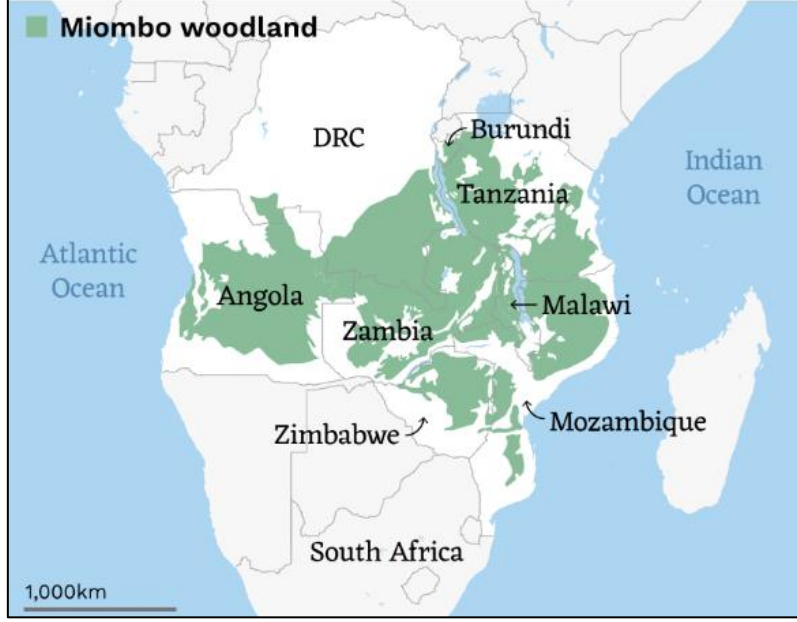 Miombo woodland
DRC
Burundi
Tanzania
Indian
Ocean
Atlantic
Ocean
Angola
Malawi
Zambia
Zimbabwe
Mozambique
South Africa
1,000km